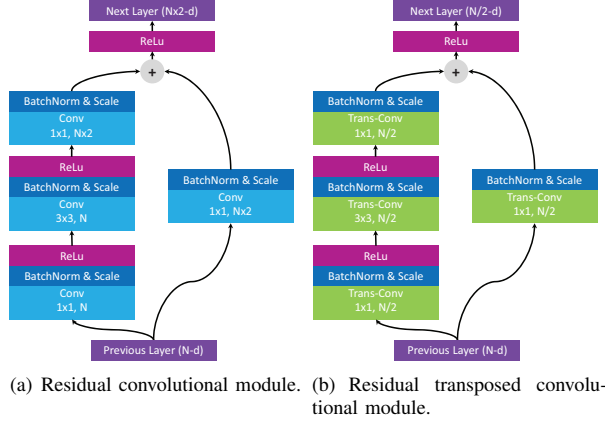 Next Layer (Nx2-d)
ReLu
+
BatchNorm & Scale
Conv
1x1, Nx2
ReLu
BatchNorm & Scale
Conv
3x3, N
ReLu
BatchNorm & Scale
Conv
1x1, N
BatchNorm & Scale
Conv
1x1, Nx2
Previous Layer (N-d)
(a) Residual convolutional module.
Next Layer (N/2-d)
ReLu
+
BatchNorm & Scale
Trans-Conv
1x1, N/2
ReLu
BatchNorm & Scale
Trans-Conv
3x3, N/2
ReLu
BatchNorm & Scale
Trans-Conv
1x1, N/2
BatchNorm & Scale
Trans-Conv
1x1, N/2
Previous Layer (N-d)
(b) Residual transposed convolu-
tional module.